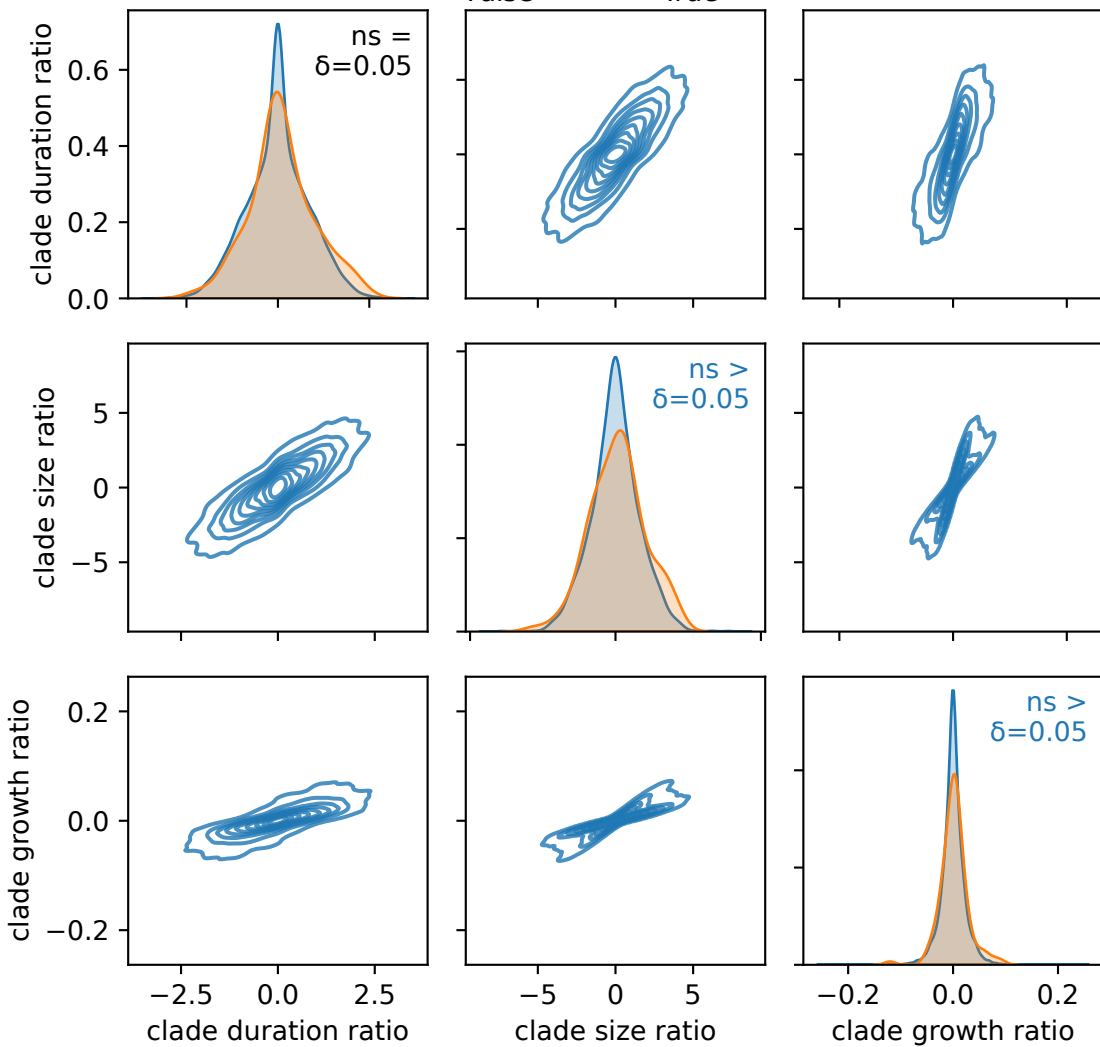 clade duration ratio
0.6
0.4
0.2
0.0
ns =
δ=0.05
clade size ratio
5
0
−5
ns >
δ=0.05
clade growth ratio
0.2
0.0
−0.2
ns >
δ=0.05
−2.5 0.0 2.5
−5 0 5
−0.2 0.0 0.2
clade duration ratio
clade size ratio
clade growth ratio